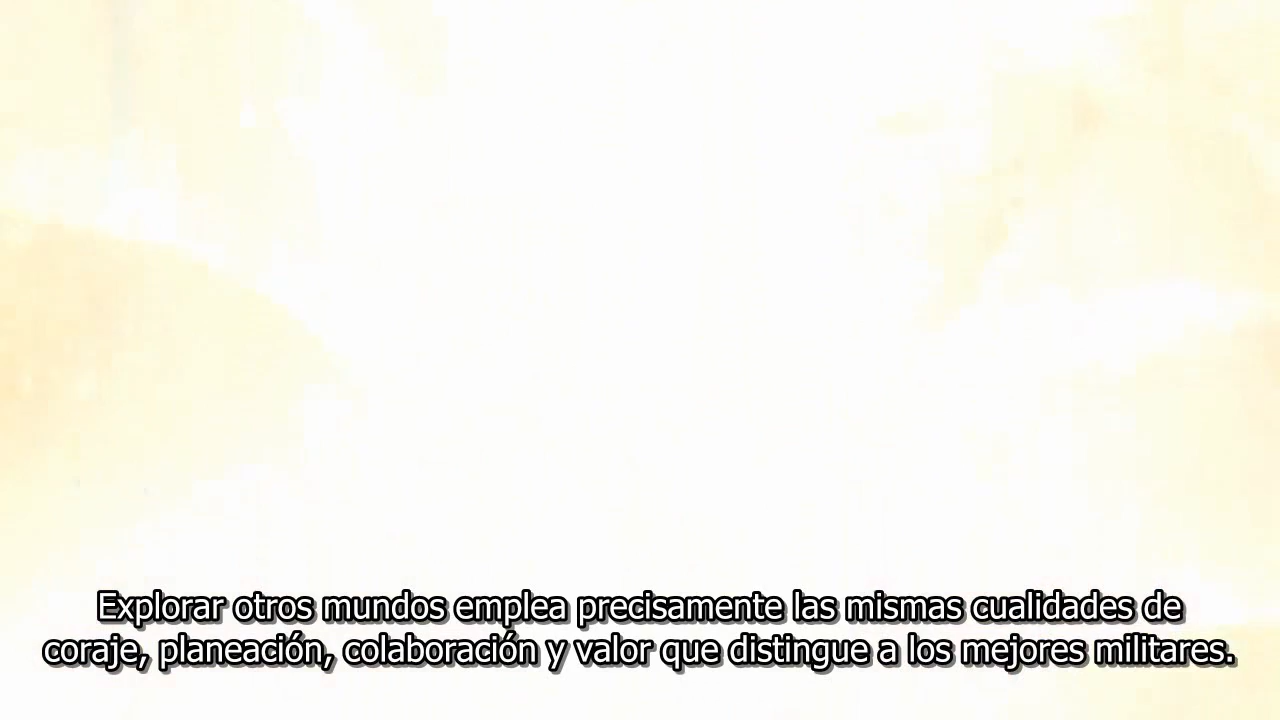 Explorar otros mundos emplea precisamente las mismas cualidades de
coraje, planeación, colaboración y valor que distingue a los mejores militares.